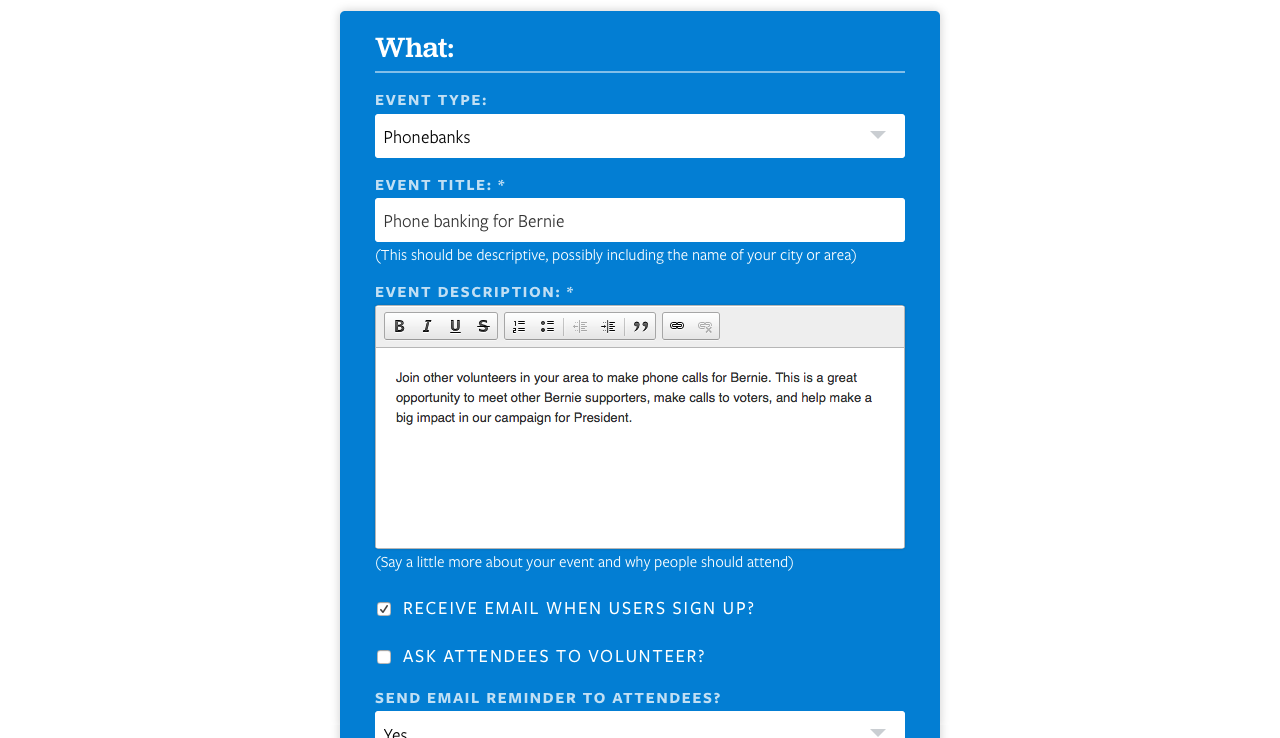 What:
EVENT TYPE:
Phonebanks
EVENT TITLE: *
Phone banking for Bernie
(This should be descriptive, possibly including the name of your city or area)
EVENT DESCRIPTION: *
B I U S
Join other volunteers in your area to make phone calls for Bernie. This is a great
opportunity to meet other Bernie supporters, make calls to voters, and help make a
big impact in our campaign for President.
(Say a little more about your event and why people should attend)
RECEIVE EMAIL WHEN USERS SIGN UP?
ASK ATTENDEES TO VOLUNTEER?
SEND EMAIL REMINDER TO ATTENDEES?
Yes